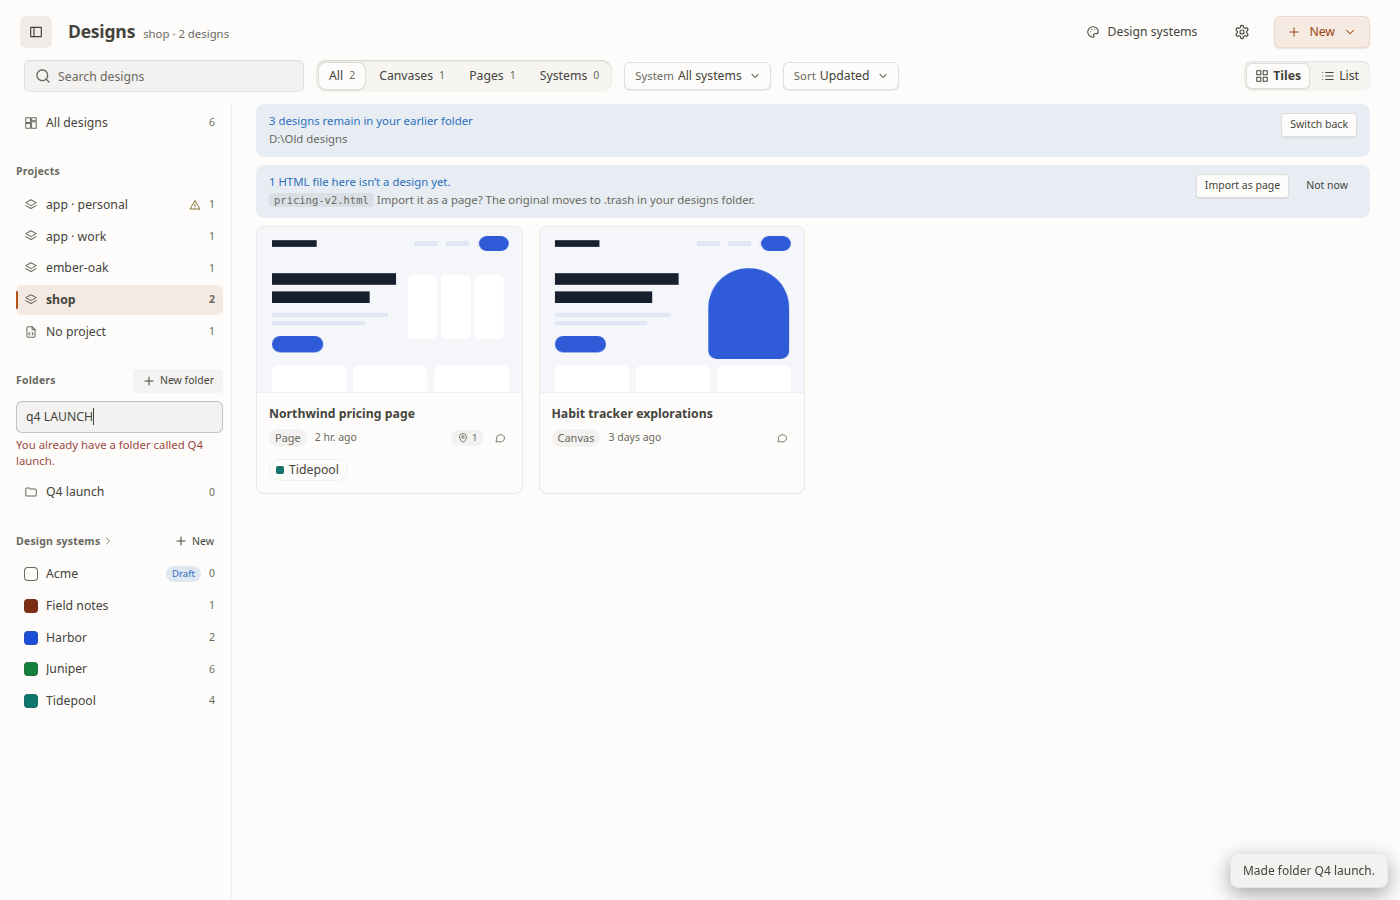 Designs shop · 2 designs
Design systems
New
Search designs
All 2 Canvases 1 Pages 1 Systems 0
System All systems
Sort Updated
Tiles List
All designs 6
Projects
app · personal 1
app · work 1
ember-oak 1
shop 2
No project 1
Folders New folder
q4 LAUNCH
You already have a folder called Q4
launch.
Q4 launch 0
Design systems New
Acme Draft 0
Field notes 1
Harbor 2
Juniper 6
Tidepool 4
3 designs remain in your earlier folder
D:\Old designs
Switch back
1 HTML file here isn’t a design yet.
pricing-v2.html Import it as a page? The original moves to .trash in your designs folder.
Import as page Not now
Northwind pricing page
Page 2 hr. ago 1
Tidepool
Habit tracker explorations
Canvas 3 days ago
Made folder Q4 launch.